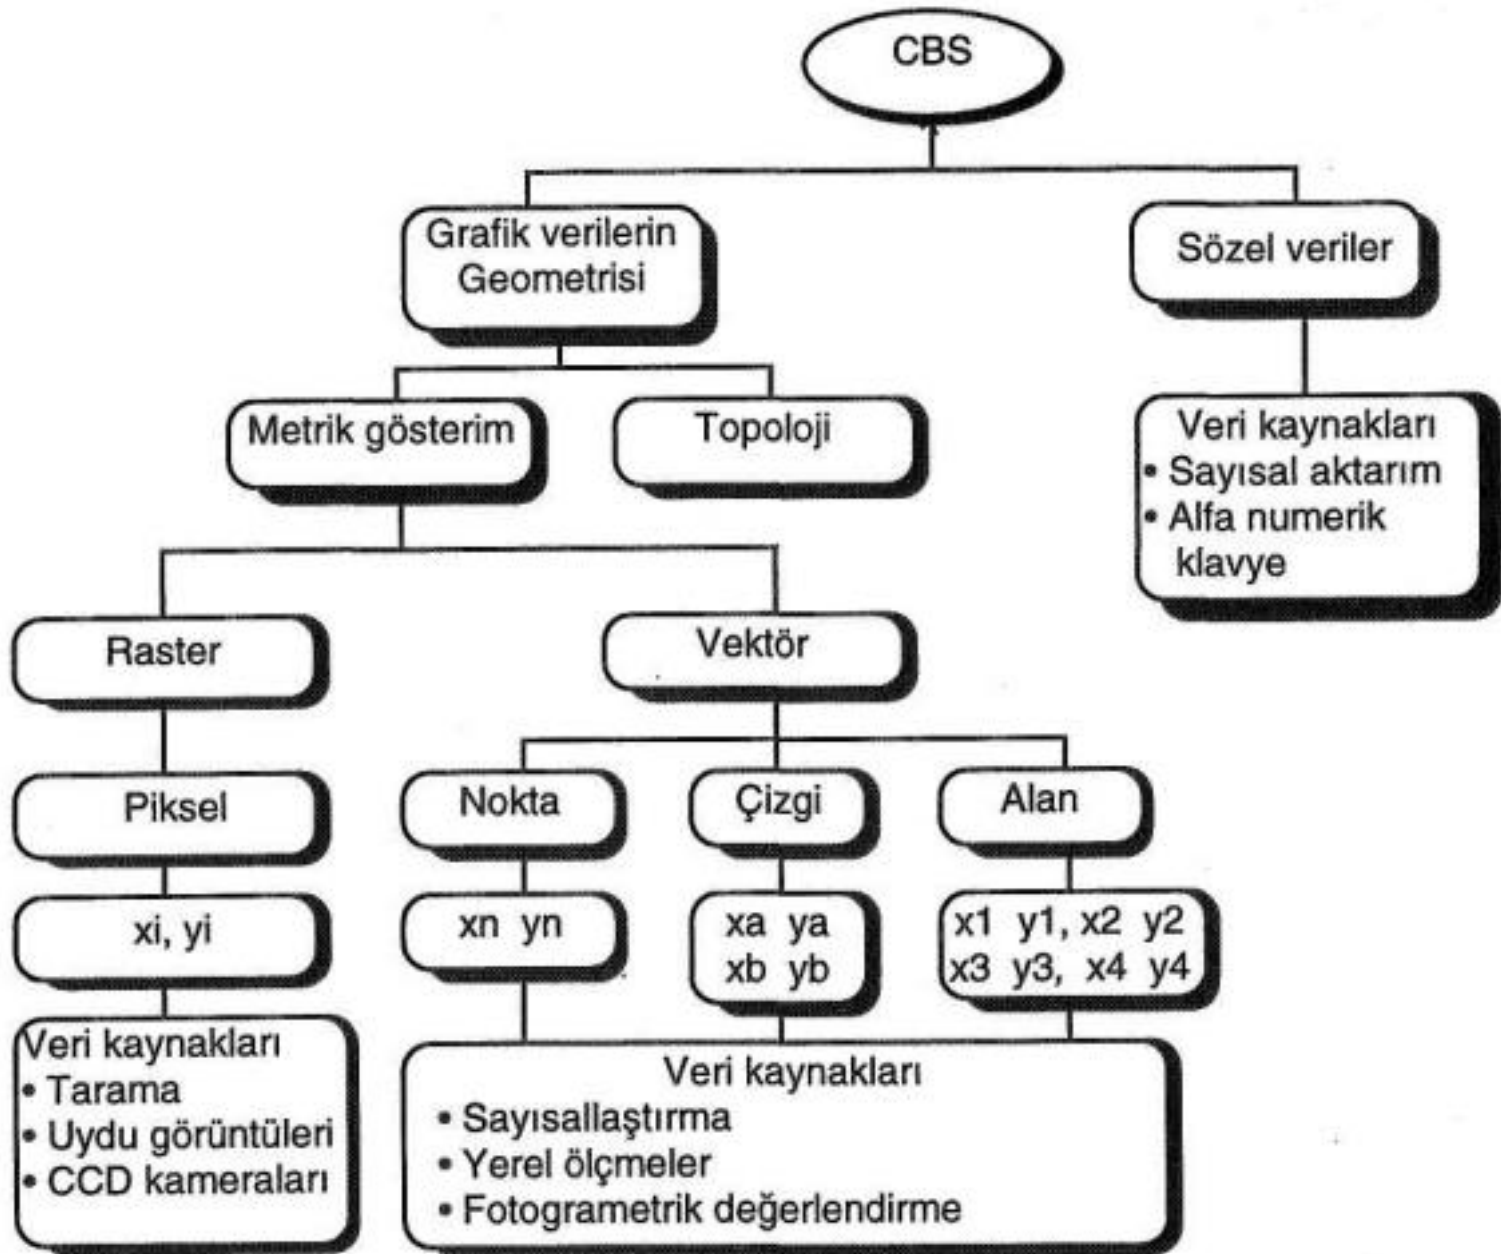 CBS
Grafik verilerin
Geometrisi
Sözel veriler
Metrik gösterim
Topoloji
Veri kaynakları
• Sayısal aktarım
• Alfa numerik
klavye
Raster
Vektör
Piksel
Nokta
Çizgi
Alan
xi, yi
xn yn
xa ya
xb yb
x1 y1, x2 y2
x3 y3, x4 y4
Veri kaynakları
• Tarama
• Uydu görüntüleri
• CCD kameraları
Veri kaynakları
• Sayısallaştırma
• Yerel ölçmeler
• Fotogrametrik değerlendirme